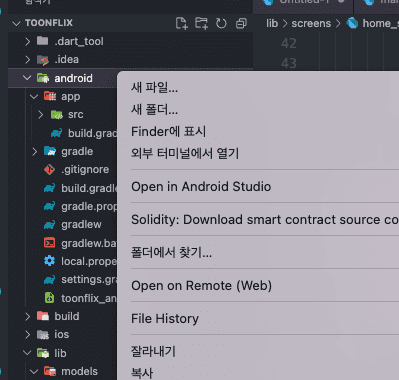 TOONFLIX
.dart_tool
.idea
android
app
src
build.grad
gradle
.gitignore
build.gradle
gradle.prop
gradlew
gradlew.ba
local.prope
settings.gra
toonflix_an
build
ios
lib
models
Untitled-1
lib > screens > home_s
42
43
새 파일...
새 폴더...
Finder에 표시
외부 터미널에서 열기
Open in Android Studio
Solidity: Download smart contract source co
폴더에서 찾기...
Open on Remote (Web)
File History
잘라내기
복사